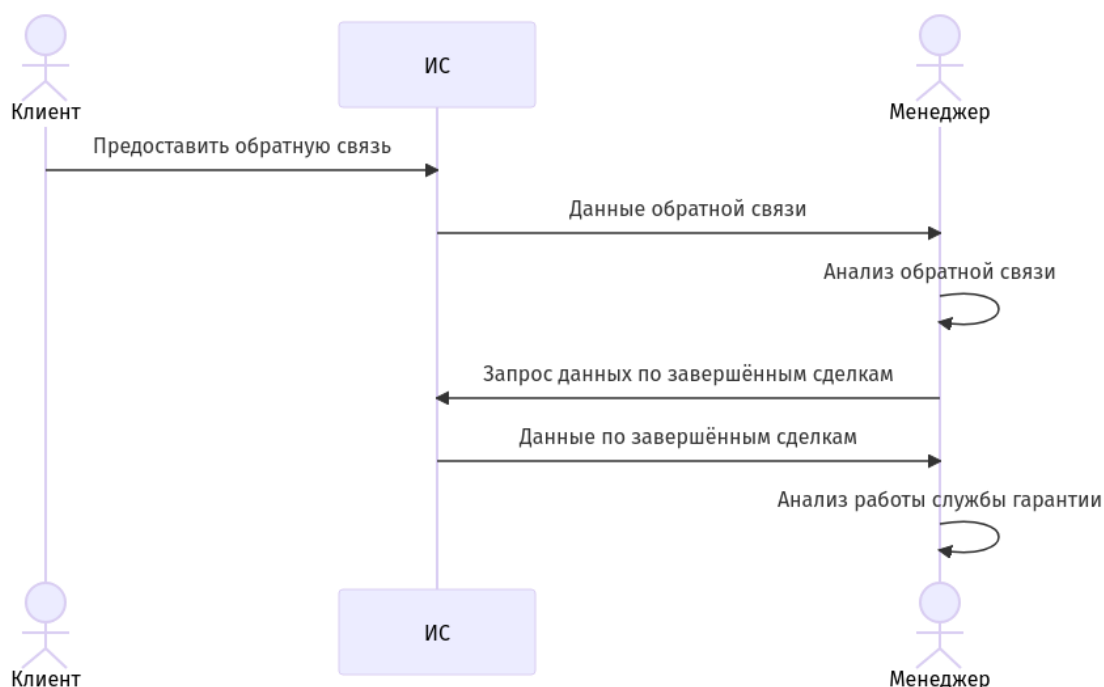 ИС
Клиент
Менеджер
Предоставить обратную связь
Данные обратной связи
Анализ обратной связи
Запрос данных по завершённым сделкам
Данные по завершённым сделкам
Анализ работы службы гарантии
ИС
Клиент
Менеджер